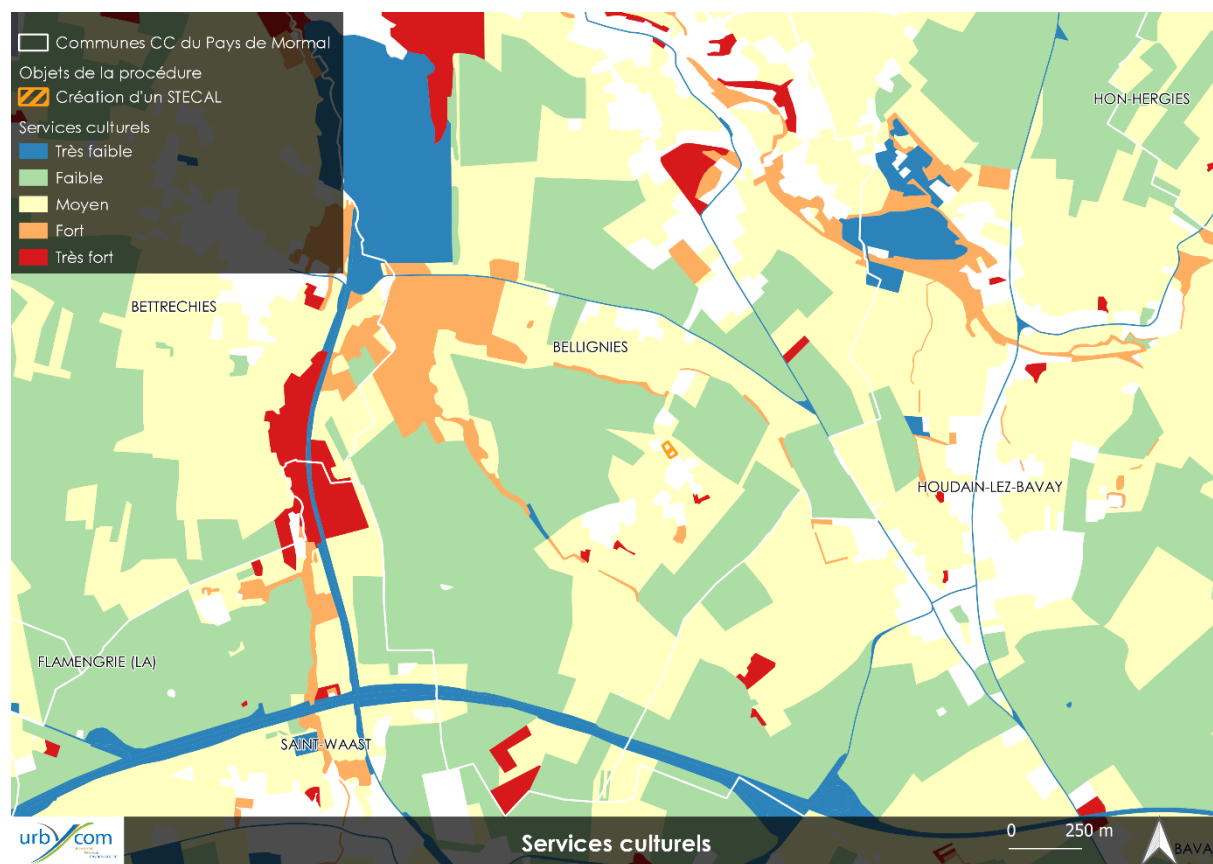 Communes CC du Pays de Mormal
Objets de la procédure
Création d'un STECAL
Services culturels
Très faible
Faible
Moyen
Fort
Très fort
HON-HERGIES
BETTRECHIES
BELLIGNIES
HOUDAIN-LEZ-BAVAY
FLAMENGRIE (LA)
SAINT-WAAST
urbycom
Services culturels
0 250 m
BAVA